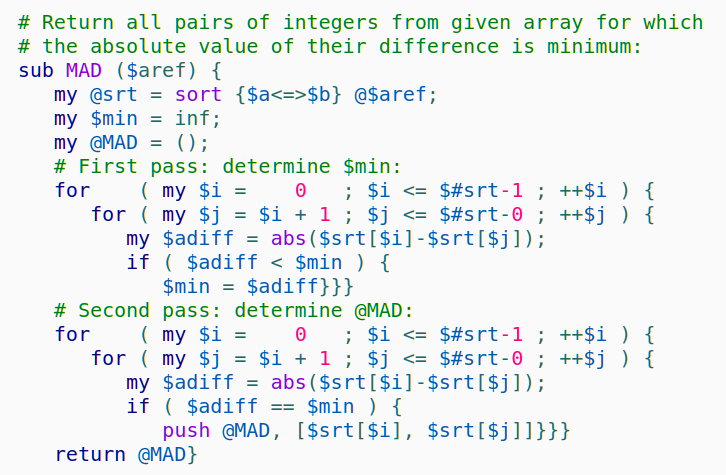 # Return all pairs of integers from given array for which
# the absolute value of their difference is minimum:
sub MAD ($aref) {
   my @srt = sort {$a<=>$b} @$aref;
   my $min = inf;
   my @MAD = ();
   # First pass: determine $min:
   for    ( my $i =    0   ; $i <= $#srt-1 ; ++$i ) {
      for ( my $j = $i + 1 ; $j <= $#srt-0 ; ++$j ) {
         my $adiff = abs($srt[$i]-$srt[$j]);
         if ( $adiff < $min ) {
            $min = $adiff}}}
   # Second pass: determine @MAD:
   for    ( my $i =    0   ; $i <= $#srt-1 ; ++$i ) {
      for ( my $j = $i + 1 ; $j <= $#srt-0 ; ++$j ) {
         my $adiff = abs($srt[$i]-$srt[$j]);
         if ( $adiff == $min ) {
            push @MAD, [$srt[$i], $srt[$j]]}}}
   return @MAD}